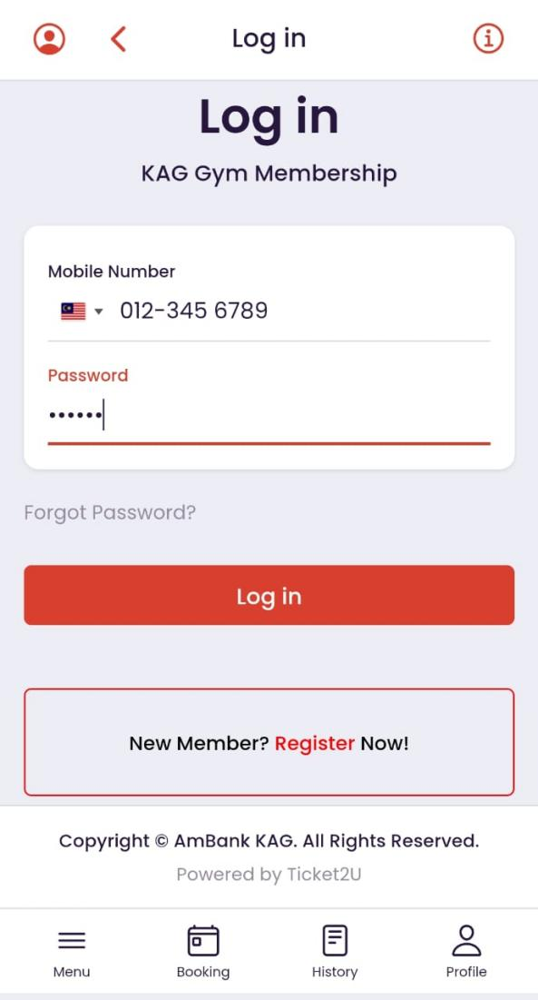 Log in
Log in
KAG Gym Membership
Mobile Number
012-345 6789
Password
••••••
Forgot Password?
Log in
New Member? Register Now!
Copyright © AmBank KAG. All Rights Reserved.
Powered by Ticket2U
Menu
Booking
History
Profile